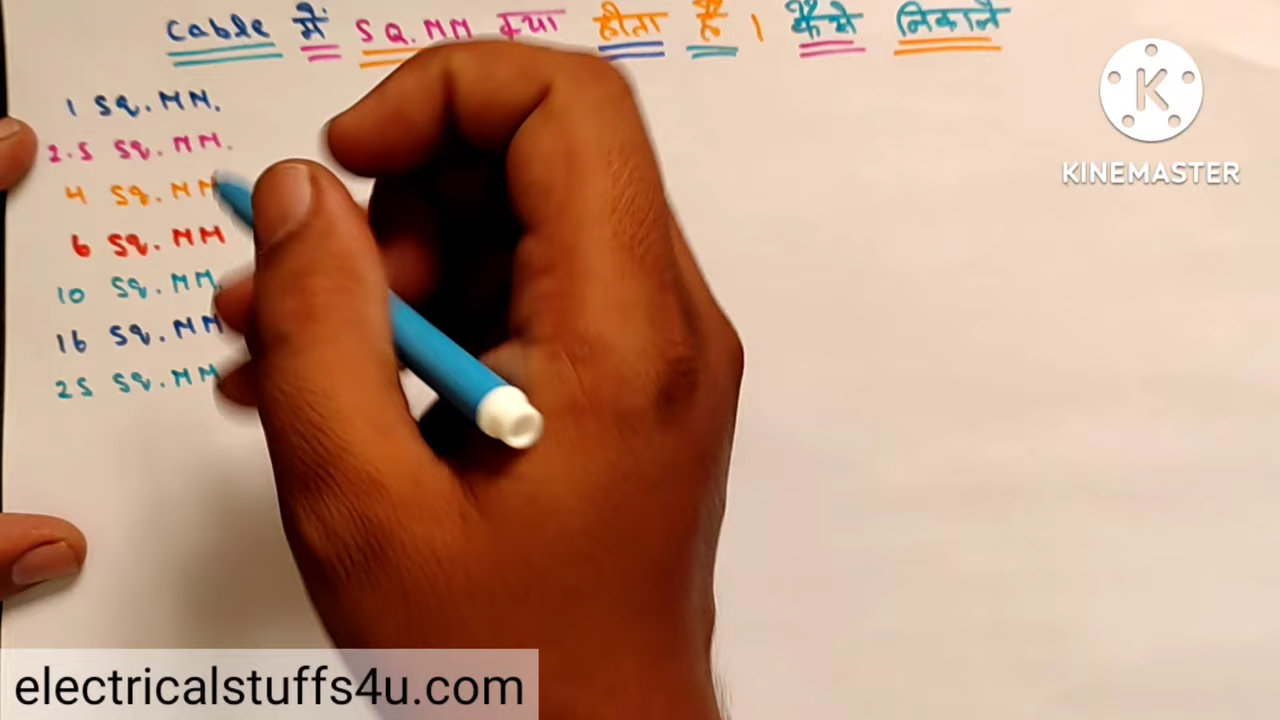 Cable में SQ.MM क्या होता है । कैसे निकाले
1 Sq.MM.
2.5 Sq.MM.
4 Sq.MM
6 Sq.MM
10 Sq.MM.
16 Sq.MM
25 Sq.MM
K
KINEMASTER
electricalstuffs4u.com